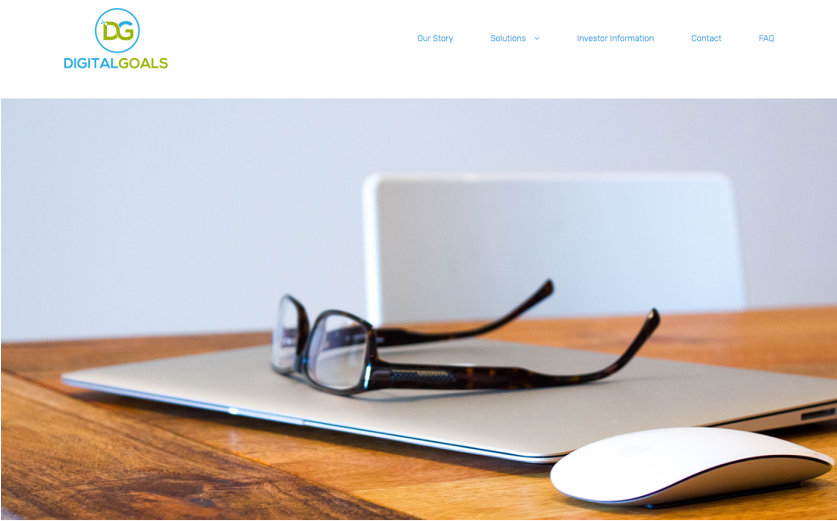 DG
DIGITALGOALS
Our Story Solutions Investor Information Contact FAQ